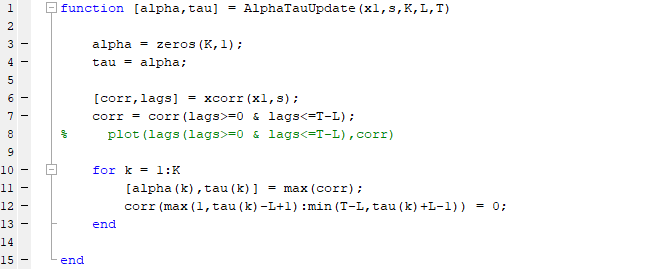 1 function [alpha,tau] = AlphaTauUpdate(x1,s,K,L,T)
2
3 alpha = zeros(K,1);
4 tau = alpha;
5
6 [corr,lags] = xcorr(x1,s);
7 corr = corr(lags>=0 & lags<=T-L);
8 % plot(lags(lags>=0 & lags<=T-L),corr)
9
10 for k = 1:K
11 [alpha(k),tau(k)] = max(corr);
12 corr(max(1,tau(k)-L+1):min(T-L,tau(k)+L-1)) = 0;
13 end
14
15 end